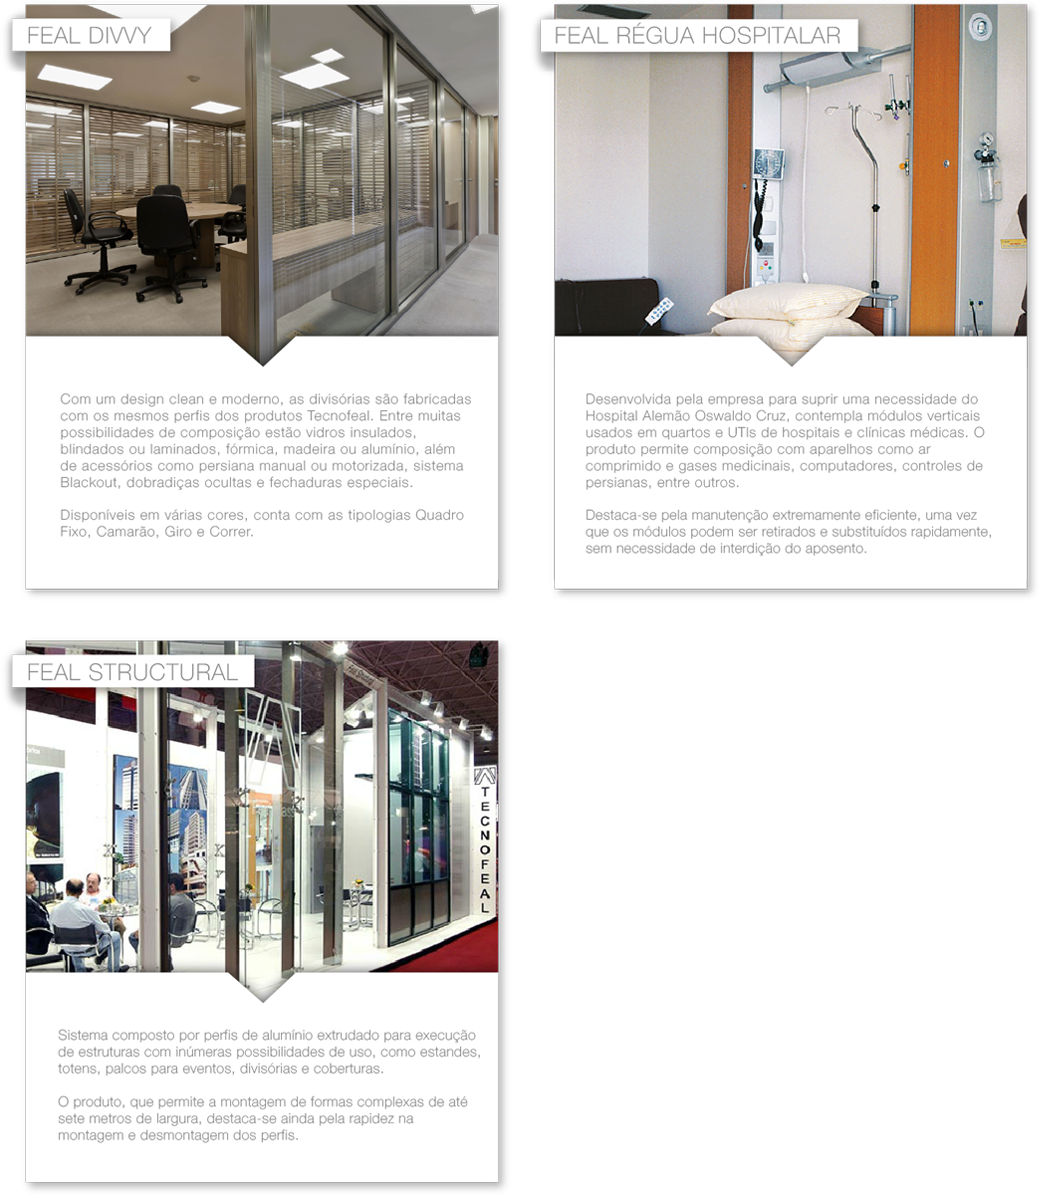 FEAL DIVVY
Com um design clean e moderno, as divisórias são fabricadas
com os mesmos perfis dos produtos Tecnofeal. Entre muitas
possibilidades de composição estão vidros insulados,
blindados ou laminados, fórmica, madeira ou alumínio, além
de acessórios como persiana manual ou motorizada, sistema
Blackout, dobradiças ocultas e fechaduras especiais.
Disponíveis em várias cores, conta com as tipologias Quadro
Fixo, Camarão, Giro e Correr.
FEAL RÉGUA HOSPITALAR
Desenvolvida pela empresa para suprir uma necessidade do
Hospital Alemão Oswaldo Cruz, contempla módulos verticais
usados em quartos e UTIs de hospitais e clínicas médicas. O
produto permite composição com aparelhos como ar
comprimido e gases medicinais, computadores, controles de
persianas, entre outros.
Destaca-se pela manutenção extremamente eficiente, uma vez
que os módulos podem ser retirados e substituídos rapidamente,
sem necessidade de interdição do aposento.
FEAL STRUCTURAL
TECNOFEAL
Sistema composto por perfis de alumínio extrudado para execução
de estruturas com inúmeras possibilidades de uso, como estandes,
totens, palcos para eventos, divisórias e coberturas.
O produto, que permite a montagem de formas complexas de até
sete metros de largura, destaca-se ainda pela rapidez na
montagem e desmontagem dos perfis.